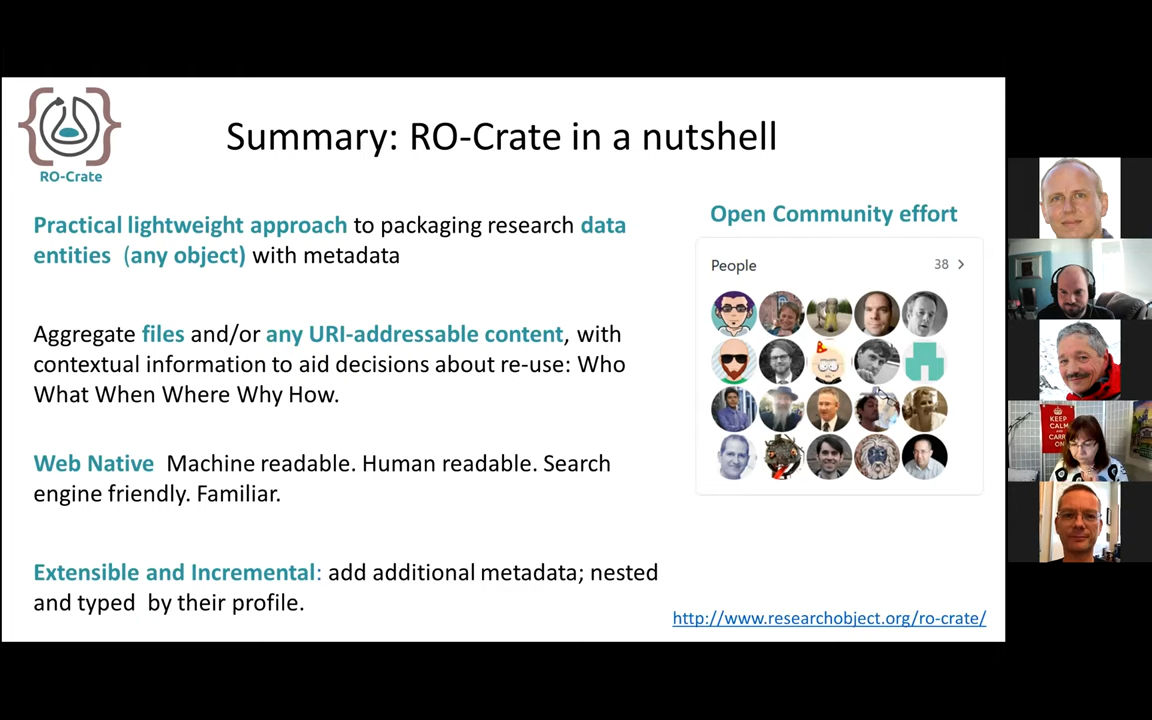 Summary: RO-Crate in a nutshell
RO-Crate
Practical lightweight approach to packaging research data
entities (any object) with metadata
Aggregate files and/or any URI-addressable content, with
contextual information to aid decisions about re-use: Who
What When Where Why How.
Web Native Machine readable. Human readable. Search
engine friendly. Familiar.
Extensible and Incremental: add additional metadata; nested
and typed by their profile.
Open Community effort
People 38 >
http://www.researchobject.org/ro-crate/
KEEP
CALM
AND
CARRY
ON